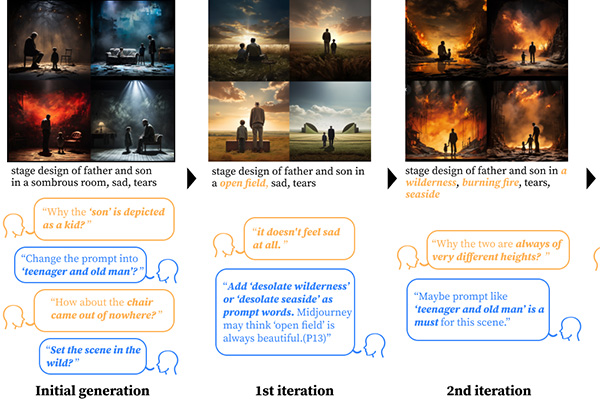 stage design of father and son
in a sombrous room, sad, tears
“Why the ‘son’ is depicted
as a kid? ”
“Change the prompt into
‘teenager and old man’? ”
“How about the chair
came out of nowhere? ”
“Set the scene in the
wild? ”
Initial generation
stage design of father and son in
a open field, sad, tears
“it doesn’t feel sad
at all. ”
“Add ‘desolate wilderness’
or ‘desolate seaside’ as
prompt words. Midjourney
may think ‘open field’ is
always beautiful.(P13)”
1st iteration
stage design of father and son in a
wilderness, burning fire, tears,
seaside
“Why the two are always of
very different heights? ”
“Maybe prompt like
‘teenager and old man’ is a
must for this scene.”
2nd iteration